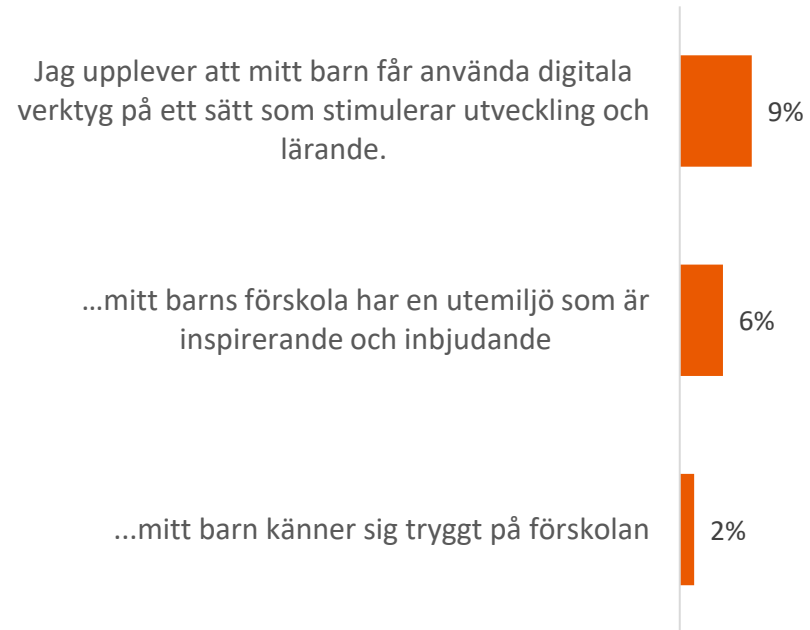 Jag upplever att mitt barn får använda digitala
verktyg på ett sätt som stimulerar utveckling och
lärande.
9%
...mitt barns förskola har en utemiljö som är
inspirerande och inbjudande
6%
...mitt barn känner sig tryggt på förskolan
2%